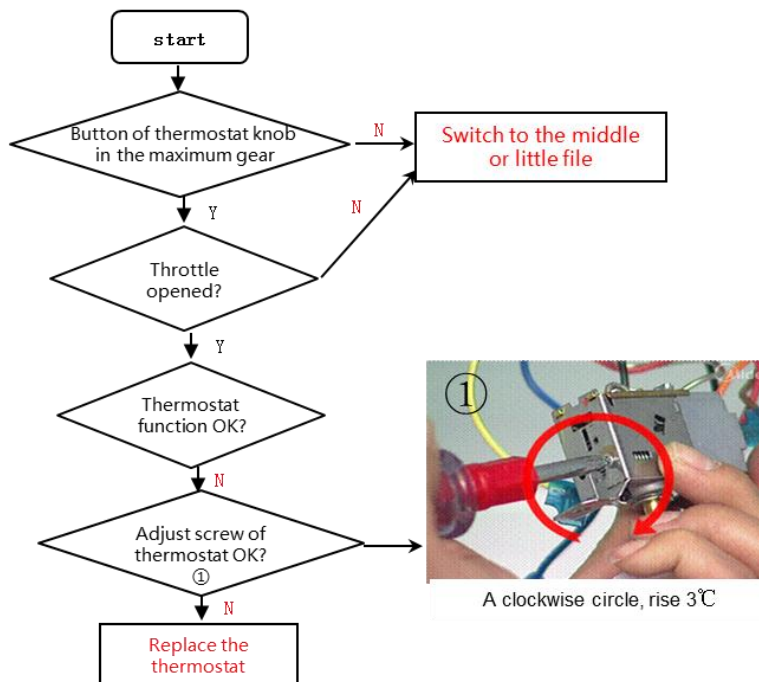 start
Button of thermostat knob
in the maximum gear
N
Switch to the middle
or little file
Y
N
Throttle
opened?
Y
Thermostat
function OK?
N
Adjust screw of
thermostat OK?
①
①
A clockwise circle, rise 3℃
N
Replace the
thermostat